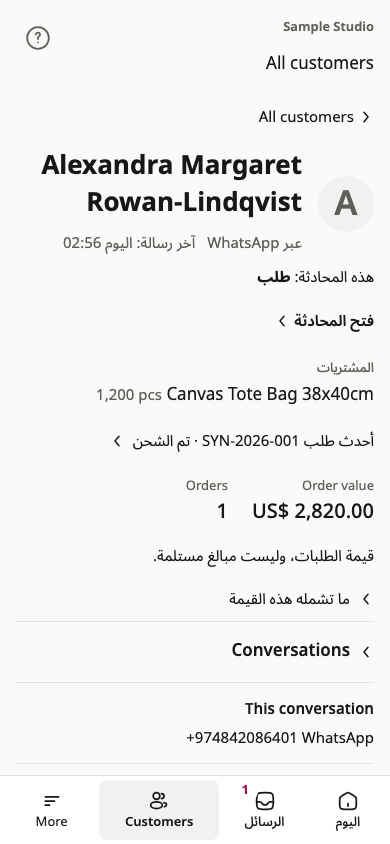 Sample Studio
All customers
All customers
Alexandra Margaret
Rowan-Lindqvist
A
عبر WhatsApp آخر رسالة: اليوم 02:56
هذه المحادثة: طلب
فتح المحادثة
المشتريات
Canvas Tote Bag 38x40cm 1,200 pcs
أحدث طلب SYN-2026-001 · تم الشحن
Order value
Orders
US$ 2,820.00
1
قيمة الطلبات، وليست مبالغ مستلمة.
ما تشمله هذه القيمة
Conversations
This conversation
+974842086401 WhatsApp
اليوم
1
الرسائل
Customers
More